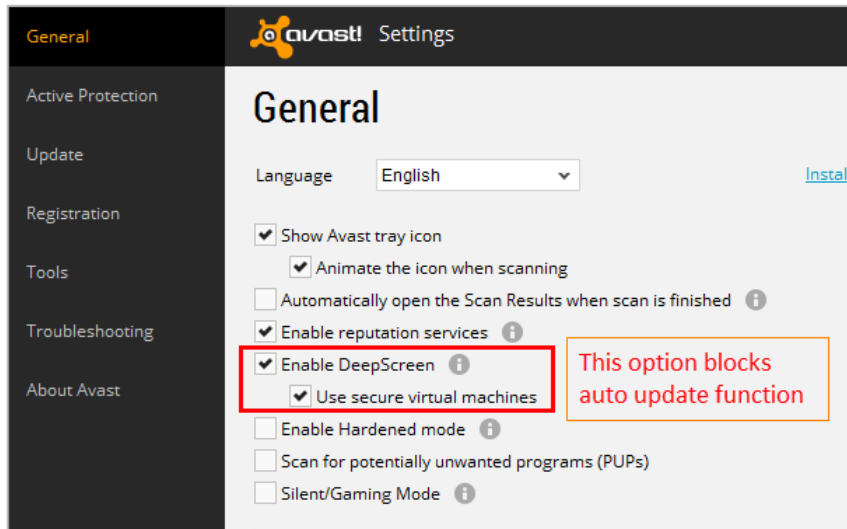 General
avast! Settings
Active Protection
Update
Registration
Tools
Troubleshooting
About Avast
General
Language English
Instal
Show Avast tray icon
Animate the icon when scanning
Automatically open the Scan Results when scan is finished
Enable reputation services
Enable DeepScreen
Use secure virtual machines
This option blocks
auto update function
Enable Hardened mode
Scan for potentially unwanted programs (PUPs)
Silent/Gaming Mode